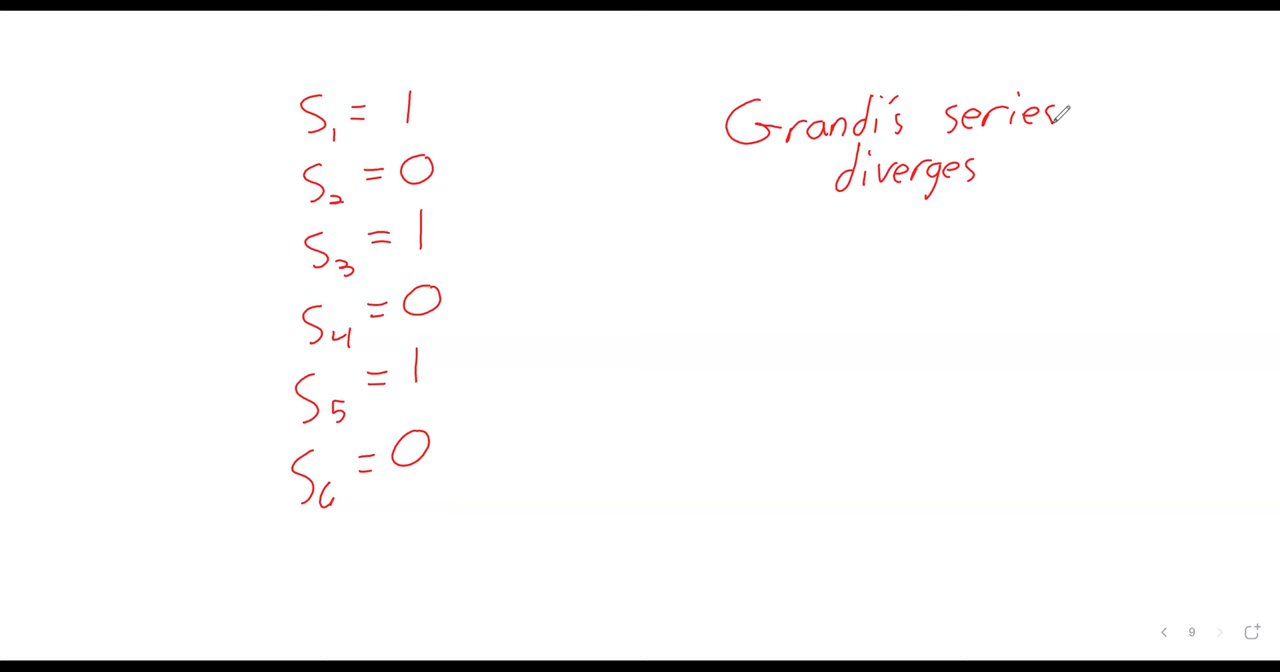 S₁ = 1
S₂ = 0
S₃ = 1
S₄ = 0
S₅ = 1
S₆ = 0
Grandi's series
diverges
9